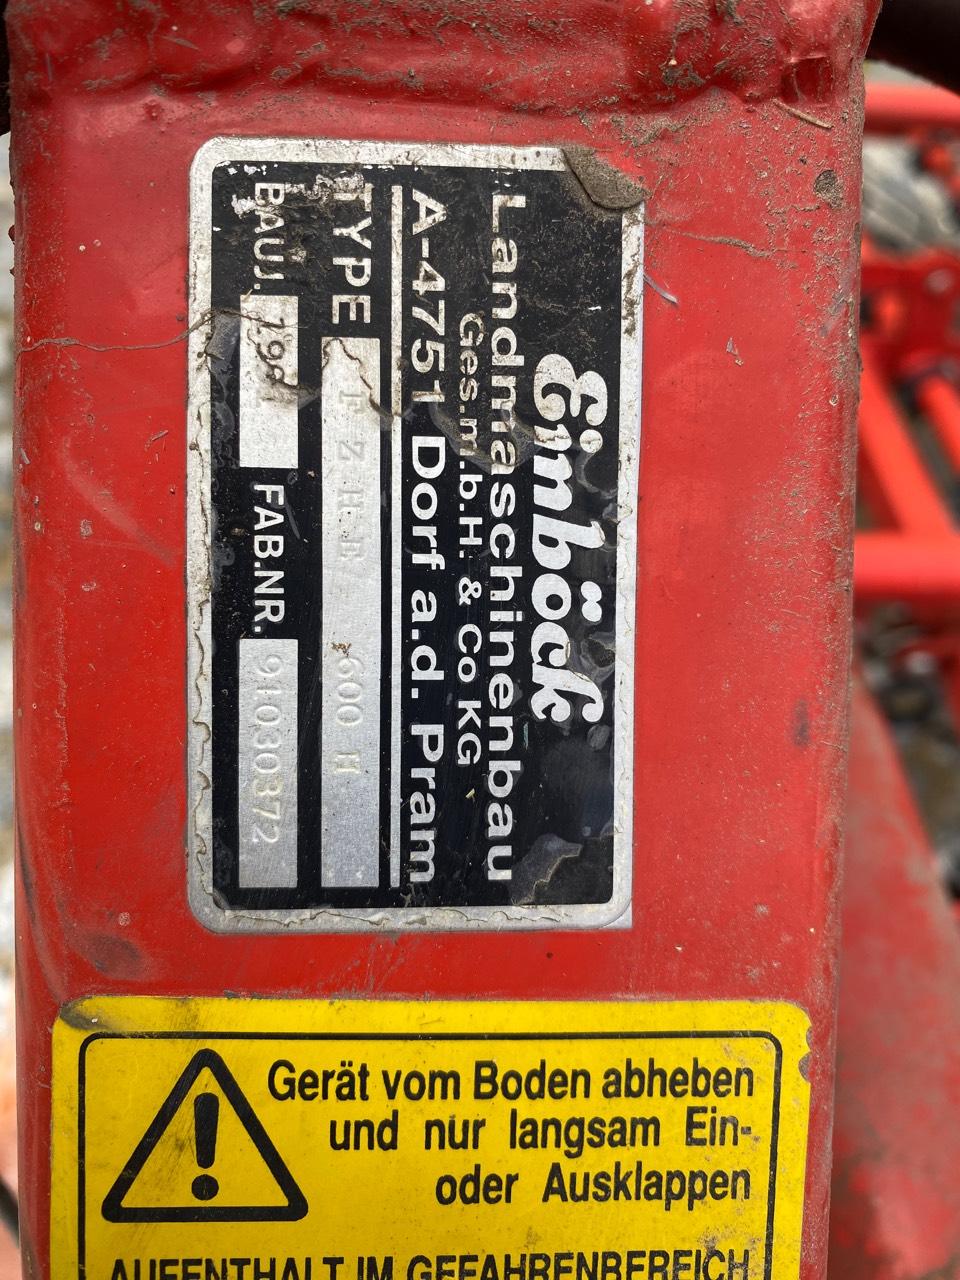 Einböck
Landmaschinenbau
Ges.m.b.H. & Co KG
A-4751 Dorf a.d. Pram
TYPE 600 H
BAUJ. 1991 FAB.NR. 91030372
Gerät vom Boden abheben
und nur langsam Ein-
oder Ausklappen
AUFENTHALT IM GEFAHRENBEREICH